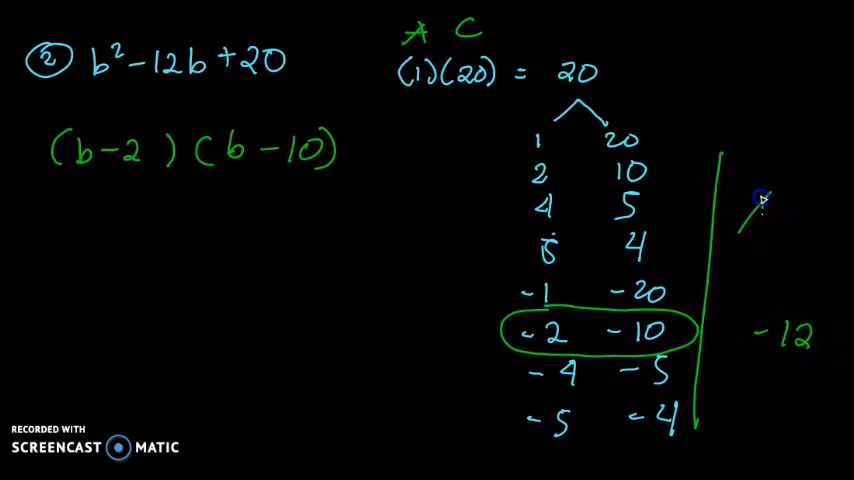 A C
② b² - 12b + 20 (1)(20) = 20
(b - 2) (b - 10)
1 20
2 10
4 5
5 4
-1 -20
-2 -10 -12
-4 -5
-5 -4
RECORDED WITH
SCREENCAST MATIC